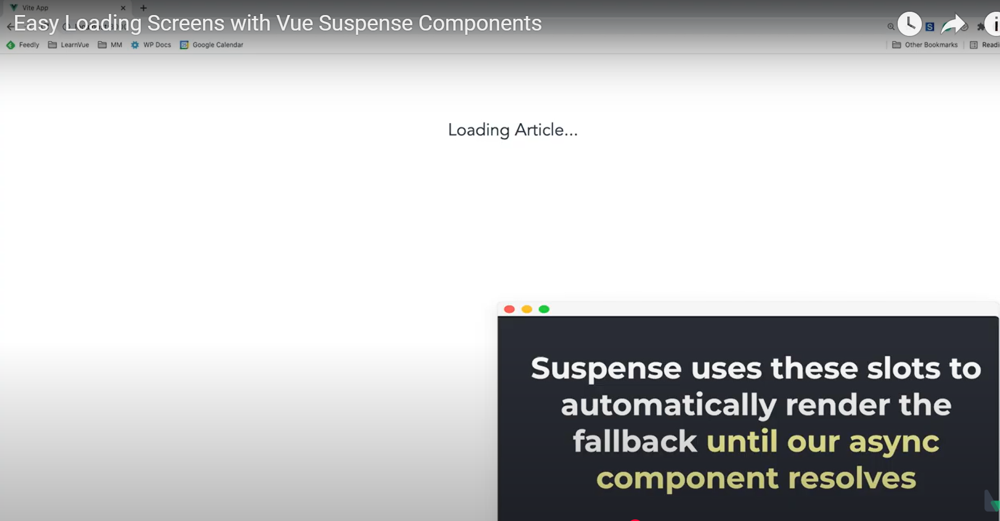 Vite App
Easy Loading Screens with Vue Suspense Components
Feedly LearnVue MM WP Docs Google Calendar Other Bookmarks Readi
Loading Article...
Suspense uses these slots to
automatically render the
fallback until our async
component resolves